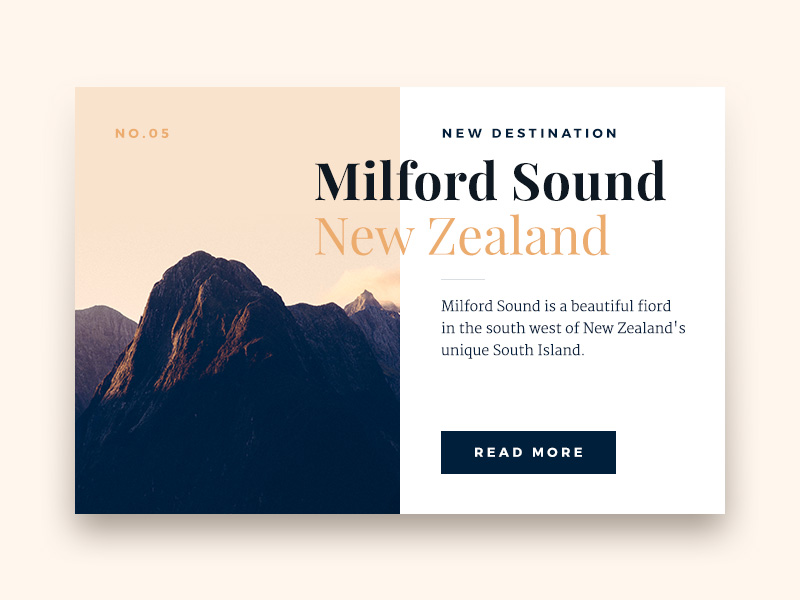 NO.05
NEW DESTINATION
Milford Sound
New Zealand
Milford Sound is a beautiful fiord
in the south west of New Zealand's
unique South Island.
READ MORE